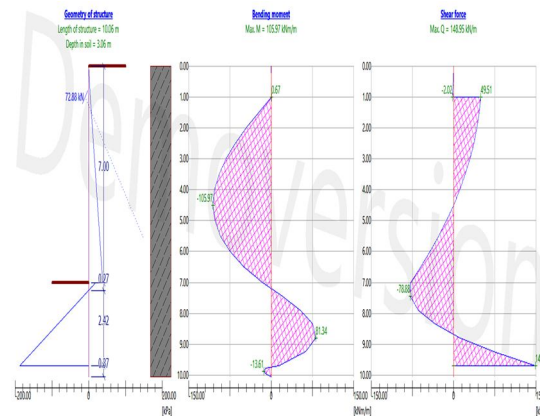 Geometry of structure
Length of structure = 10.06 m
Depth in soil = 3.06 m
Bending moment
Max. M = 105.97 kNm/m
Shear force
Max. Q = 148.95 kN/m
72.88 kN
7.00
0.27
2.42
-200.00 0.00 200.00
[kPa]
0.00
1.00
2.00
3.00
4.00
5.00
6.00
7.00
8.00
9.00
10.00
0.67
-105.97
81.34
-13.61
-150.00 0.00 150.00
[kNm/m]
0.00
1.00
2.00
3.00
4.00
5.00
6.00
7.00
8.00
9.00
10.00
-2.02 49.51
-78.88
-150.00 0.00
Demoversion